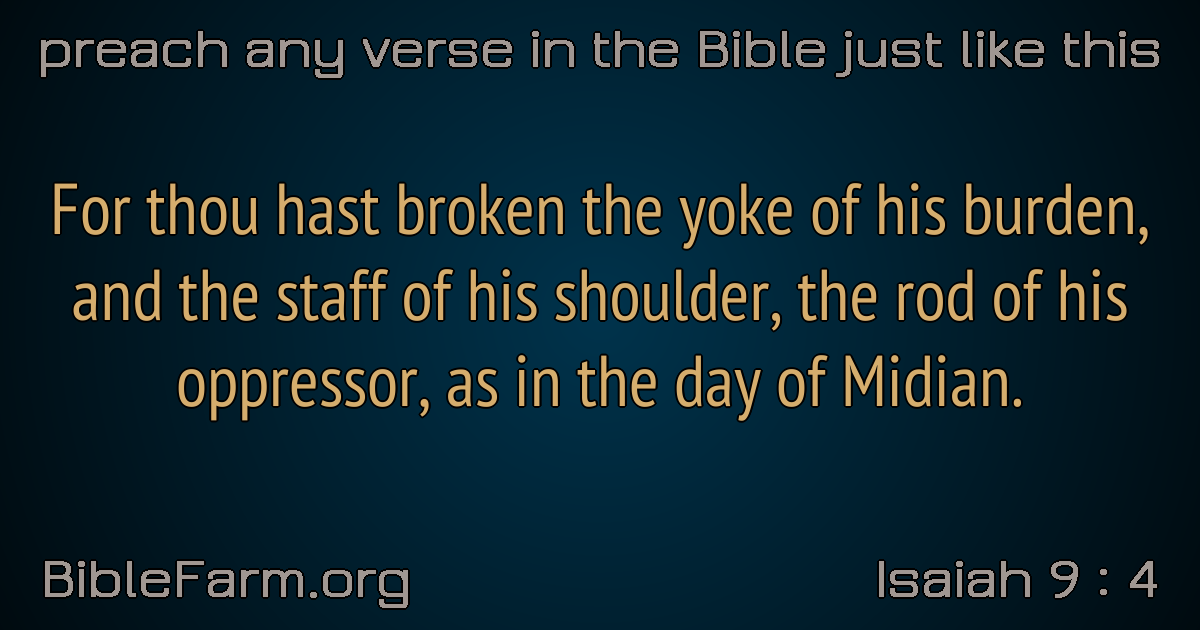 preach any verse in the Bible just like this
For thou hast broken the yoke of his burden,
and the staff of his shoulder, the rod of his
oppressor, as in the day of Midian.
BibleFarm.org
Isaiah 9 : 4